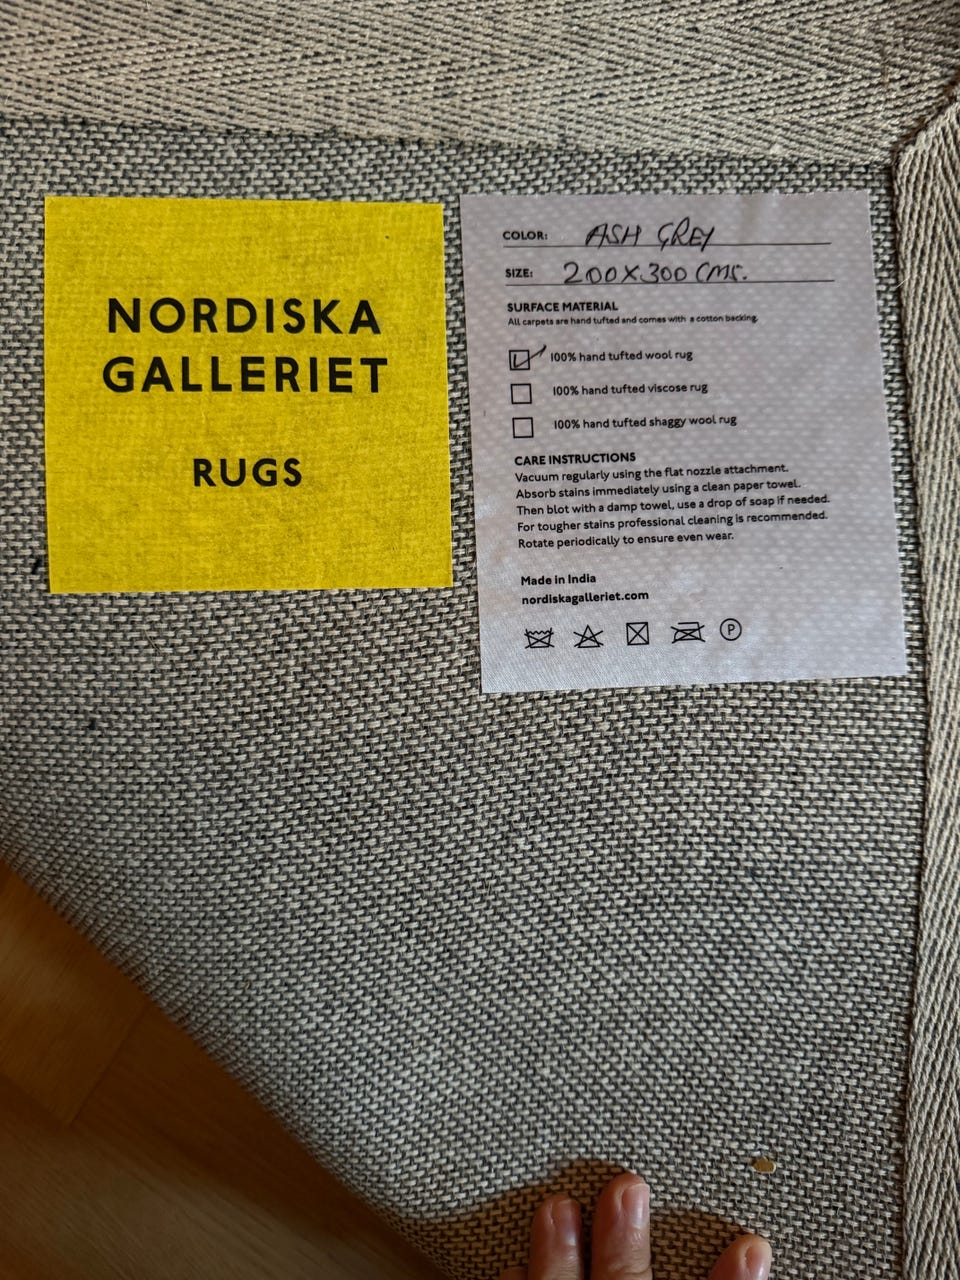 NORDISKA
GALLERIET
RUGS
COLOR: ASH GREY
SIZE: 200X300 CMS.
SURFACE MATERIAL
All carpets are hand tufted and comes with a cotton backing.
100% hand tufted wool rug
100% hand tufted viscose rug
100% hand tufted shaggy wool rug
CARE INSTRUCTIONS
Vacuum regularly using the flat nozzle attachment.
Absorb stains immediately using a clean paper towel.
Then blot with a damp towel, use a drop of soap if needed.
For tougher stains professional cleaning is recommended.
Rotate periodically to ensure even wear.
Made in India
nordiskagalleriet.com
P